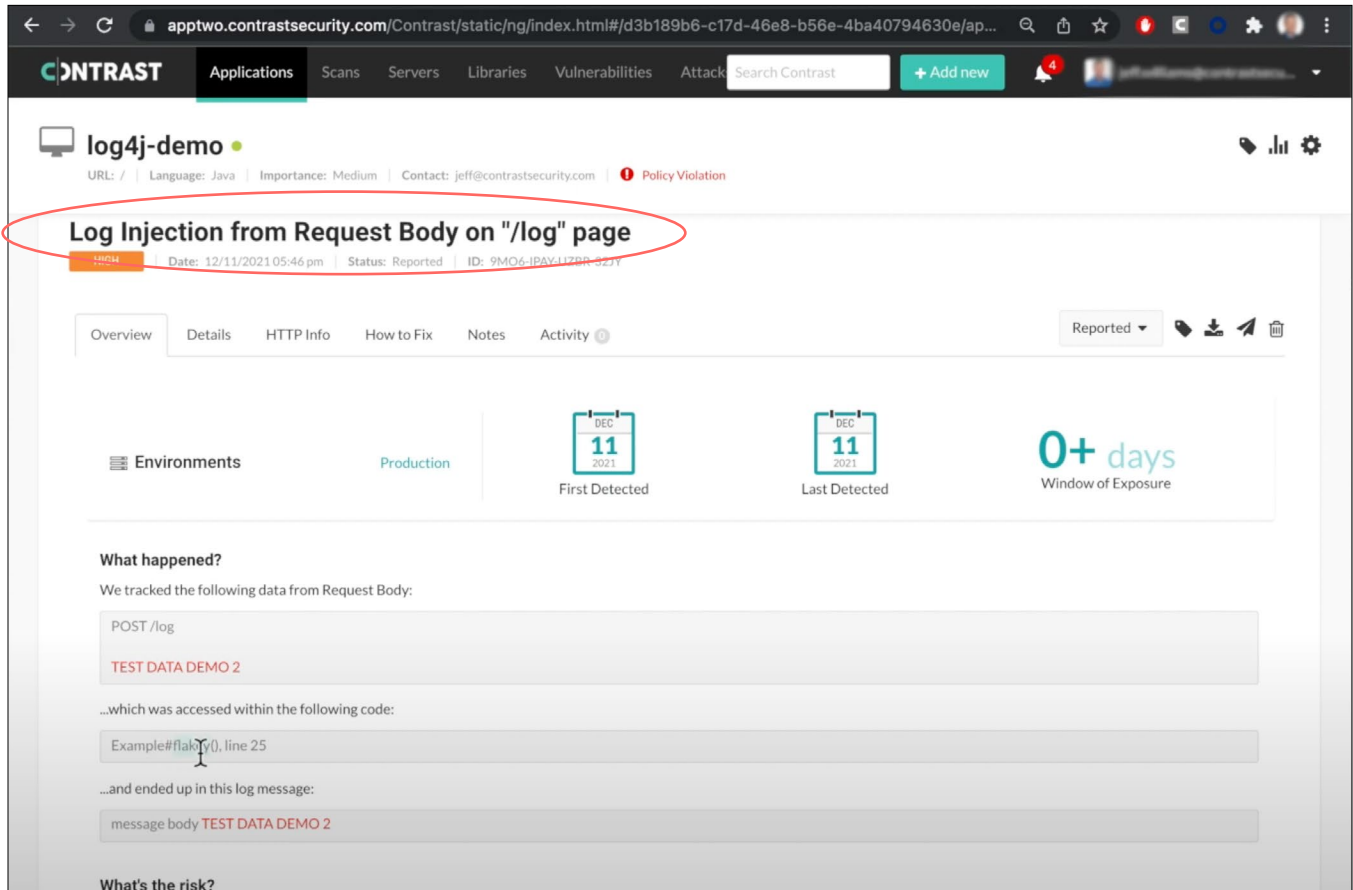 apptwo.contrastsecurity.com/Contrast/static/ng/index.html#/d3b189b6-c17d-46e8-b56e-4ba40794630e/ap...
CONTRAST Applications Scans Servers Libraries Vulnerabilities Attack Search Contrast + Add new 4
log4j-demo
URL: / Language: Java Importance: Medium Contact: jeff@contrastsecurity.com Policy Violation
Log Injection from Request Body on "/log" page
HIGH Date: 12/11/2021 05:46 pm Status: Reported ID:
Overview Details HTTP Info How to Fix Notes Activity 0 Reported
DEC DEC
11 11
2021 2021
Environments Production 0+ days
First Detected Last Detected Window of Exposure
What happened?
We tracked the following data from Request Body:
POST /log
TEST DATA DEMO 2
...which was accessed within the following code:
line 25
...and ended up in this log message:
message body TEST DATA DEMO 2
What's the risk?